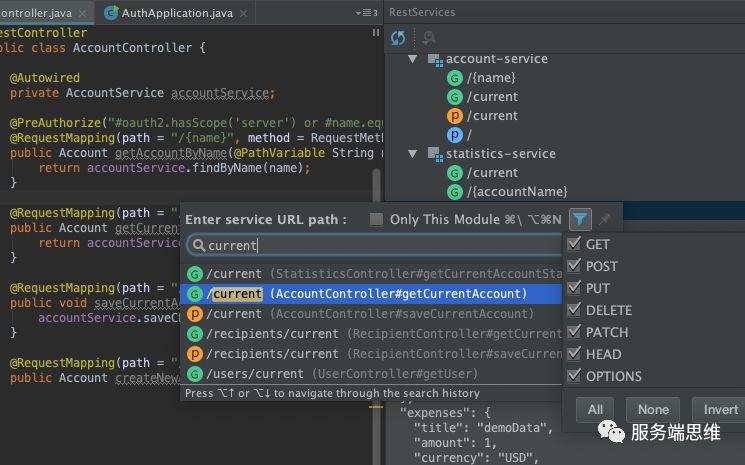 ontroller.java × AuthApplication.java × 3
RestServices
estController
blic class AccountController {
@Autowired
private AccountService accountService;
@PreAuthorize("#oauth2.hasScope('server') or #name.equ
@RequestMapping(path = "/{name}", method = RequestMeth
public Account getAccountByName(@PathVariable String n
return accountService.findByName(name);
}
@RequestMapping(path = "/
public Account getCurren
return accountServic
}
@RequestMapping(path = "/
public void saveCurrentA
accountService.saveC
}
@RequestMapping(path = "/
public Account createNewA
account-service
G /{name}
G /current
P /current
P /
statistics-service
G /current
G /{accountName}
Enter service URL path : Only This Module ⌘\ ⌥⌘N
current
G /current (StatisticsController#getCurrentAccountSta
G /current (AccountController#getCurrentAccount)
P /current (AccountController#saveCurrentAccount)
G /recipients/current (RecipientController#getCurrent
P /recipients/current (RecipientController#saveCurren
G /users/current (UserController#getUser)
Press ⌥↑ or ⌥↓ to navigate through the search history
GET
POST
PUT
DELETE
PATCH
HEAD
OPTIONS
All None Invert
"expenses": {
"title": "demoData",
"amount": 1,
"currency": "USD",
服务端思维